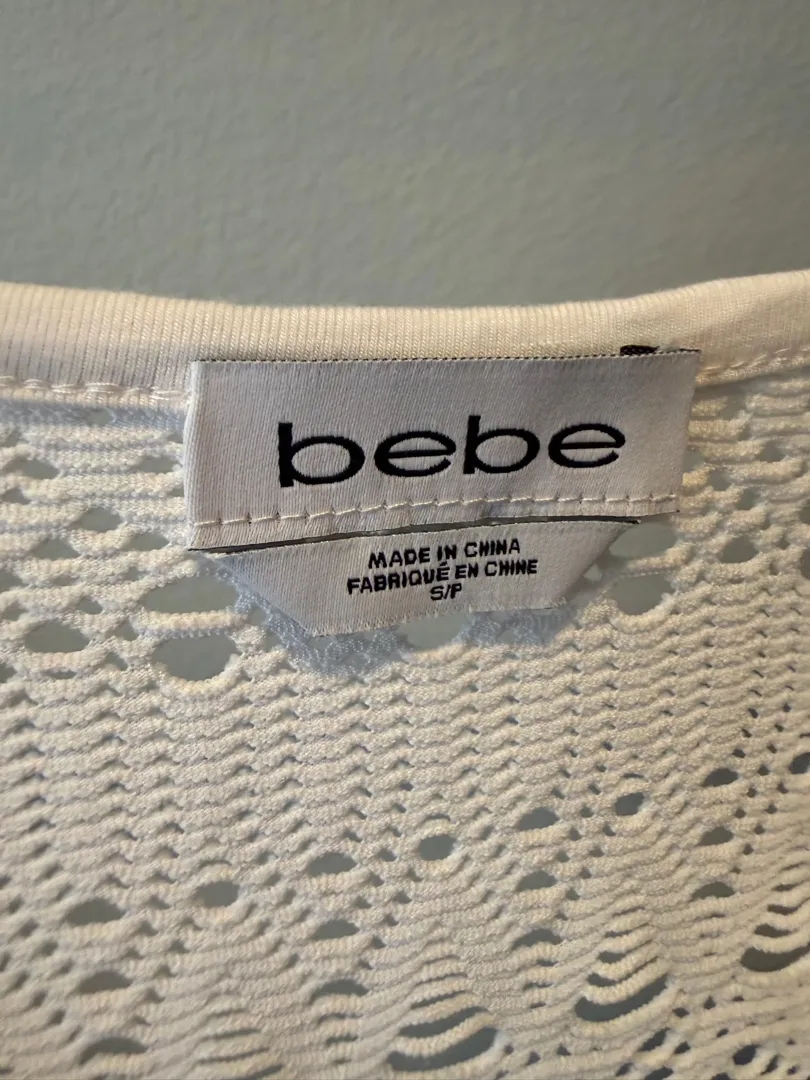 bebe
MADE IN CHINA
FABRIQUÉ EN CHINE
S/P